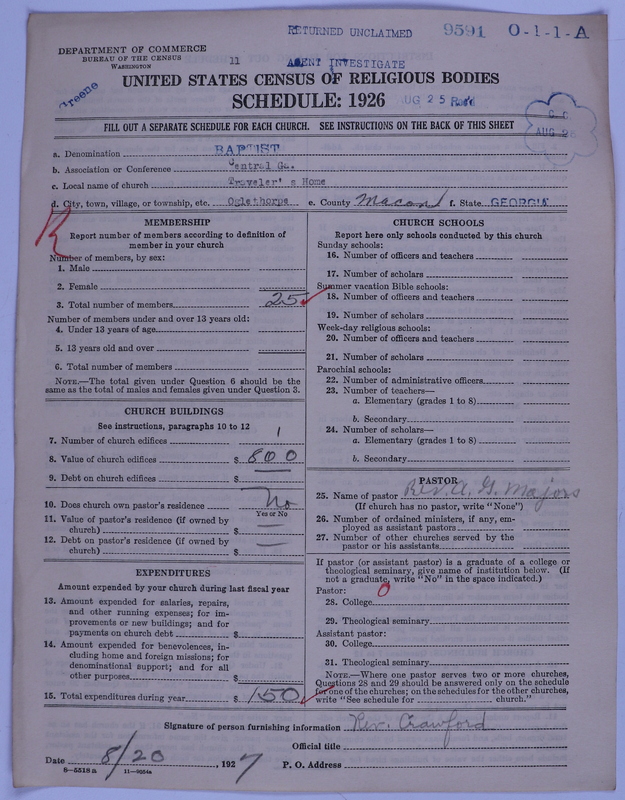 RETURNED UNCLAIMED
9591 O-1-1-A
DEPARTMENT OF COMMERCE
BUREAU OF THE CENSUS
WASHINGTON
11
AGENT INVESTIGATE
Greene
UNITED STATES CENSUS OF RELIGIOUS BODIES
SCHEDULE: 1926
AUG 25 Rec'd
FILL OUT A SEPARATE SCHEDULE FOR EACH CHURCH. SEE INSTRUCTIONS ON THE BACK OF THIS SHEET
AUG 26
a. Denomination BAPTIST
b. Association or Conference Central Ga.
c. Local name of church Traveler's Home
d. City, town, village, or township, etc. Oglethorpe e. County Macon f. State GEORGIA
R
MEMBERSHIP
Report number of members according to definition of
member in your church
Number of members, by sex:
1. Male
2. Female
3. Total number of members 25
Number of members under and over 13 years old:
4. Under 13 years of age
5. 13 years old and over
6. Total number of members
NOTE.—The total given under Question 6 should be the
same as the total of males and females given under Question 3.
CHURCH BUILDINGS
See instructions, paragraphs 10 to 12
7. Number of church edifices 1
8. Value of church edifices $ 800
9. Debt on church edifices $
10. Does church own pastor's residence No
Yes or No
11. Value of pastor's residence (if owned by
church) $
12. Debt on pastor's residence (if owned by
church) $
EXPENDITURES
Amount expended by your church during last fiscal year
13. Amount expended for salaries, repairs,
and other running expenses; for im-
provements or new buildings; and for
payments on church debt $
14. Amount expended for benevolences, in-
cluding home and foreign missions; for
denominational support; and for all
other purposes $
15. Total expenditures during year $ 150
CHURCH SCHOOLS
Report here only schools conducted by this church
Sunday schools:
16. Number of officers and teachers
17. Number of scholars
Summer vacation Bible schools:
18. Number of officers and teachers
19. Number of scholars
Week-day religious schools:
20. Number of officers and teachers
21. Number of scholars
Parochial schools:
22. Number of administrative officers
23. Number of teachers—
a. Elementary (grades 1 to 8)
b. Secondary
24. Number of scholars—
a. Elementary (grades 1 to 8)
b. Secondary
PASTOR
25. Name of pastor Rev. A. G. Majors
(If church has no pastor, write "None")
26. Number of ordained ministers, if any, em-
ployed as assistant pastors
27. Number of other churches served by the
pastor or his assistants
If pastor (or assistant pastor) is a graduate of a college or
theological seminary, give name of institution below. (If
not a graduate, write "No" in the space indicated.)
Pastor: 0
28. College
29. Theological seminary
Assistant pastor:
30. College
31. Theological seminary
NOTE.—Where one pastor serves two or more churches,
Questions 28 and 29 should be answered only on the schedule
for one of the churches; on the schedules for the other churches,
write "See schedule for church."
Signature of person furnishing information Rev. Crawford
Official title
Date 8/20, 1927 P. O. Address
8—5518a 11—9534a